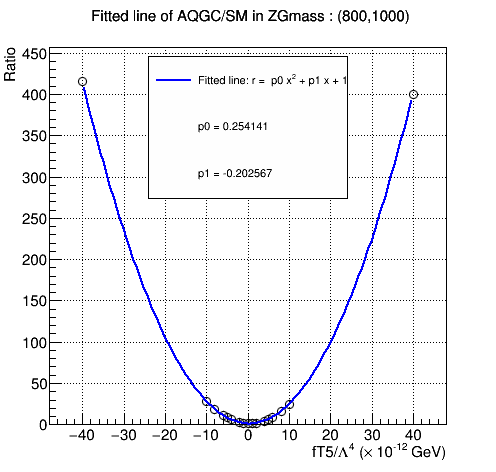 Fitted line of AQGC/SM in ZGmass : (800,1000)
Ratio
450
400
350
300
250
200
150
100
50
0
Fitted line: r =  p0 x² + p1 x + 1
p0 = 0.254141
p1 = -0.202567
−40 −30 −20 −10 0 10 20 30 40
fT5/Λ⁴ (× 10⁻¹² GeV)